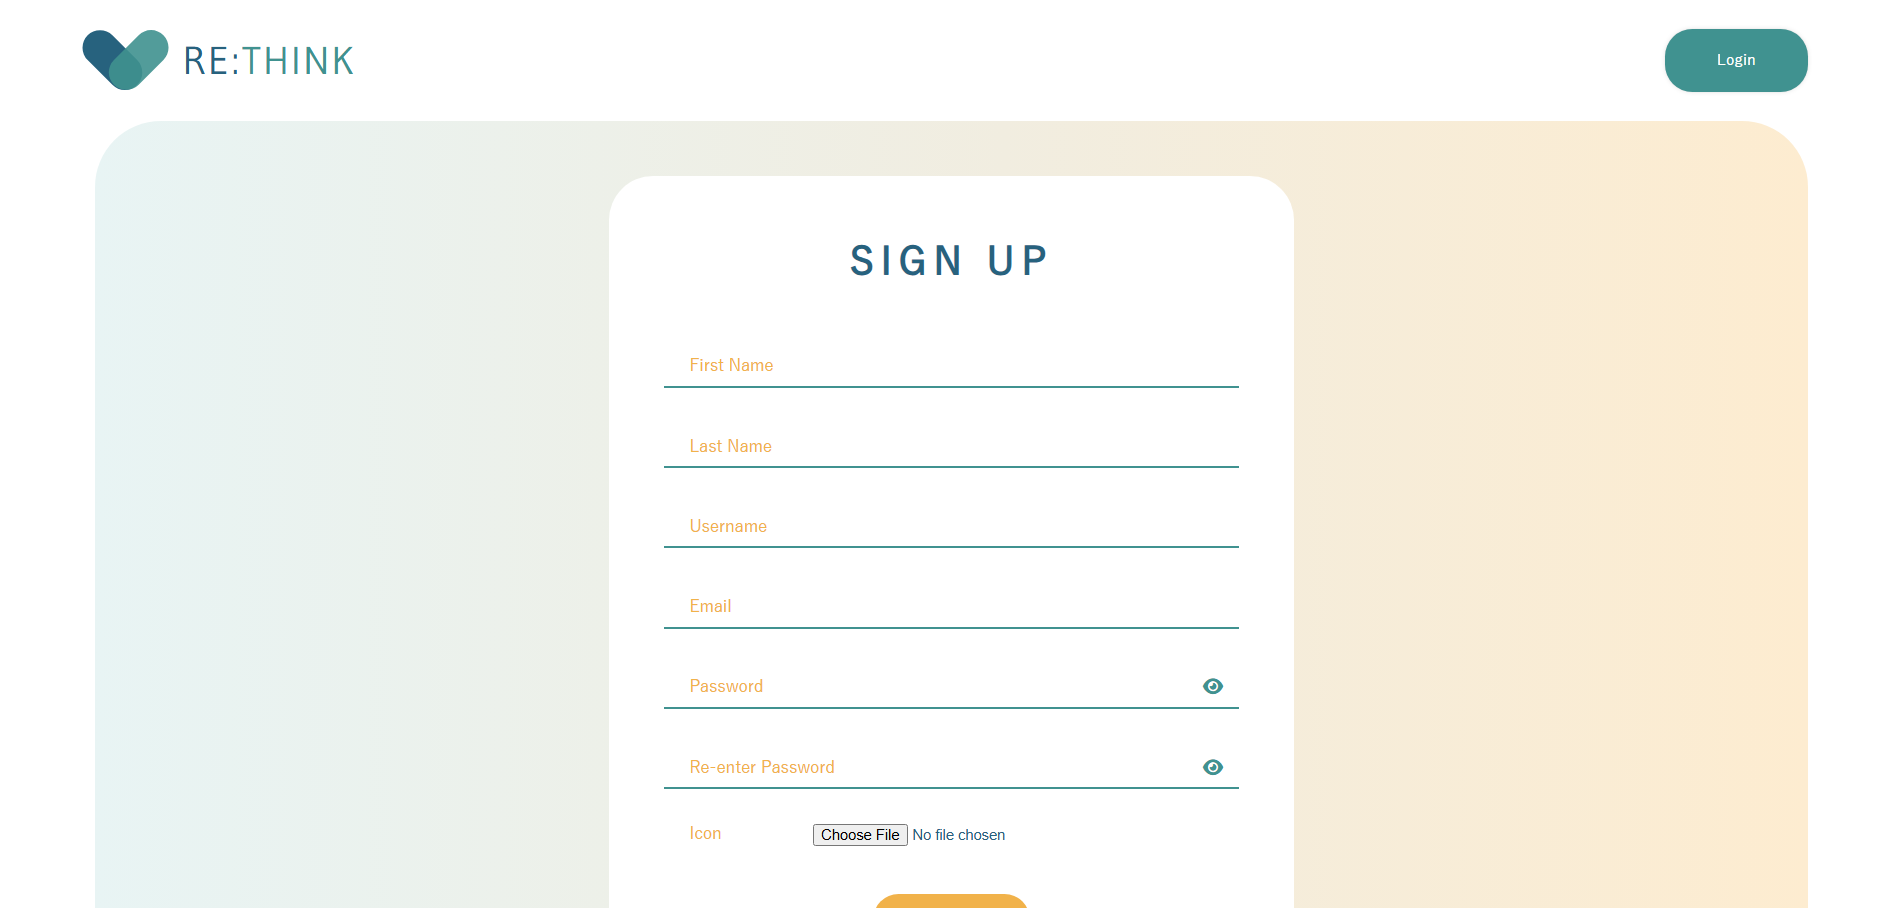 RE:THINK
Login
SIGN UP
First Name
Last Name
Username
Email
Password
Re-enter Password
Icon Choose File No file chosen